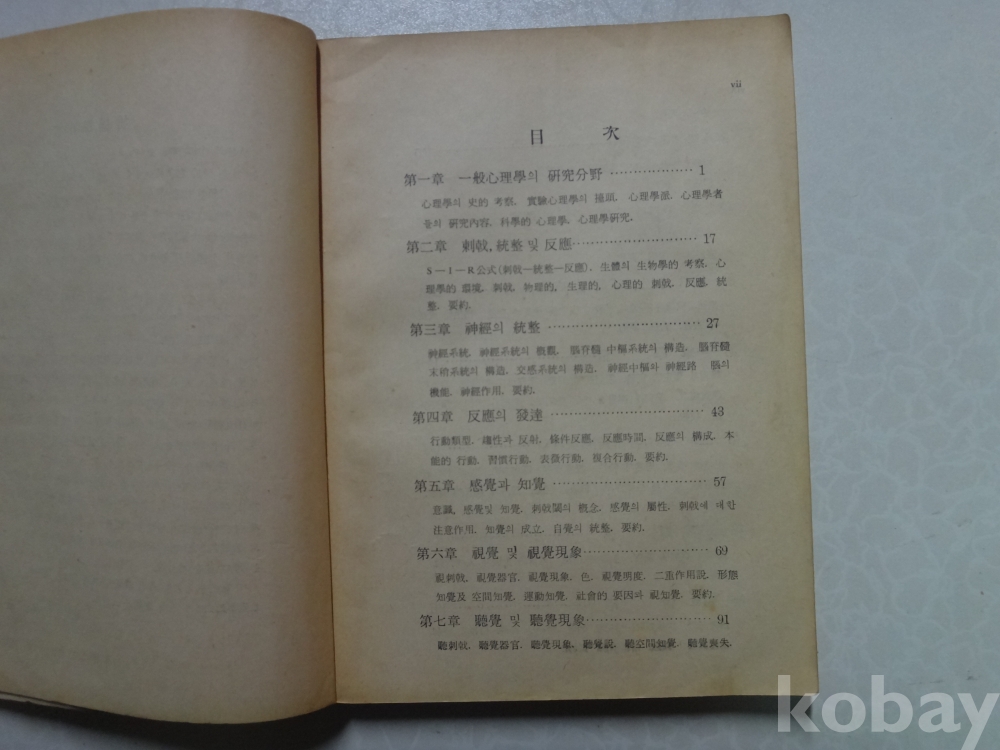 vii
目 次
第一章 一般心理學의 硏究分野 ……………… 1
心理學의 史的 考察. 實驗心理學의 擡頭. 心理學派. 心理學者
들의 硏究內容. 科學的 心理學. 心理學硏究.
第二章 刺戟, 統整 및 反應 ……………… 17
S—I—R公式(刺戟—統整—反應). 生體의 生物學的 考察. 心
理學的 環境. 刺戟. 物理的, 生理的, 心理的 刺戟. 反應. 統
整. 要約.
第三章 神經의 統整 ……………… 27
神經系統. 神經系統의 槪觀. 腦脊髓 中樞系統의 構造. 腦脊髓
末梢系統의 構造. 交感系統의 構造. 神經中樞와 神經路 腦의
機能. 神經作用. 要約.
第四章 反應의 發達 ……………… 43
行動類型. 反射. 條件反應. 反應時間. 反應의 構成. 本
能的 行動. 習慣行動. 表徵行動. 複合行動. 要約.
第五章 感覺과 知覺 ……………… 57
意識, 感覺및 知覺. 刺戟閾의 槪念. 感覺의 屬性. 刺戟에 對한
注意作用. 知覺의 成立. 自覺의 統整. 要約.
第六章 視覺 및 視覺現象 ……………… 69
視刺戟. 視覺器官. 視覺現象. 色. 視覺明度. 二重作用說. 形態
知覺及 空間知覺. 運動知覺. 社會的 要因과 視知覺. 要約.
第七章 聽覺 및 聽覺現象 ……………… 91
聽刺戟. 聽覺器官. 聽覺現象. 聽覺說. 聽空間知覺. 聽覺喪失.
kobay